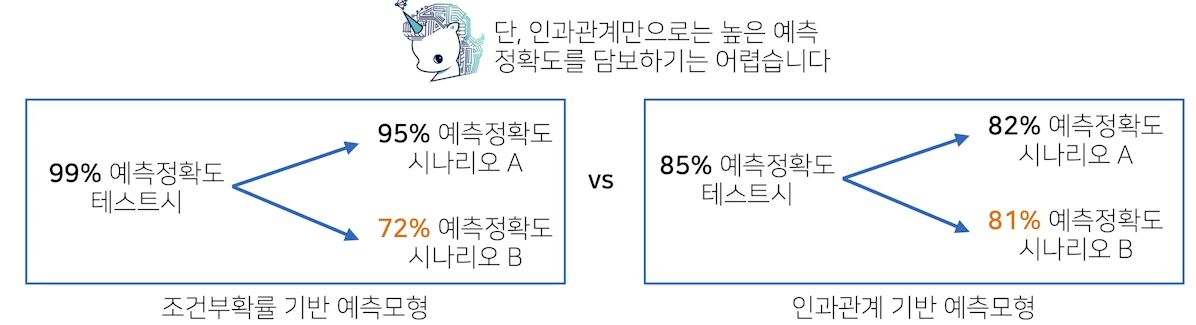 단, 인과관계만으로는 높은 예측
정확도를 담보하기는 어렵습니다
99% 예측정확도
테스트시
95% 예측정확도
시나리오 A
72% 예측정확도
시나리오 B
조건부확률 기반 예측모형
vs
85% 예측정확도
테스트시
82% 예측정확도
시나리오 A
81% 예측정확도
시나리오 B
인과관계 기반 예측모형